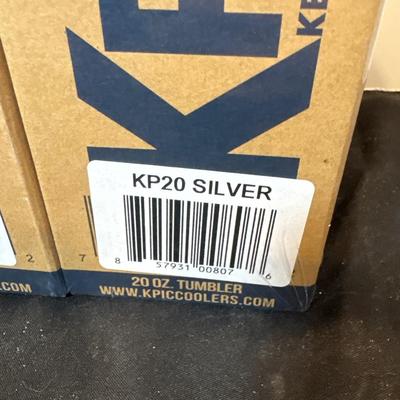 KP
KE
KP20 SILVER
7
8 57931 00807 6
2
20 OZ. TUMBLER
.COM WWW.KPICCOOLERS.COM